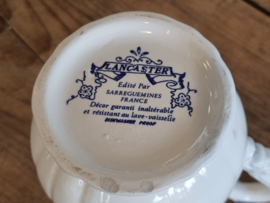 LANCASTER
Edité Par
SARREGUEMINES
FRANCE
Décor garanti inaltérable
et résistant au lave-vaisselle
DISHWASHER PROOF